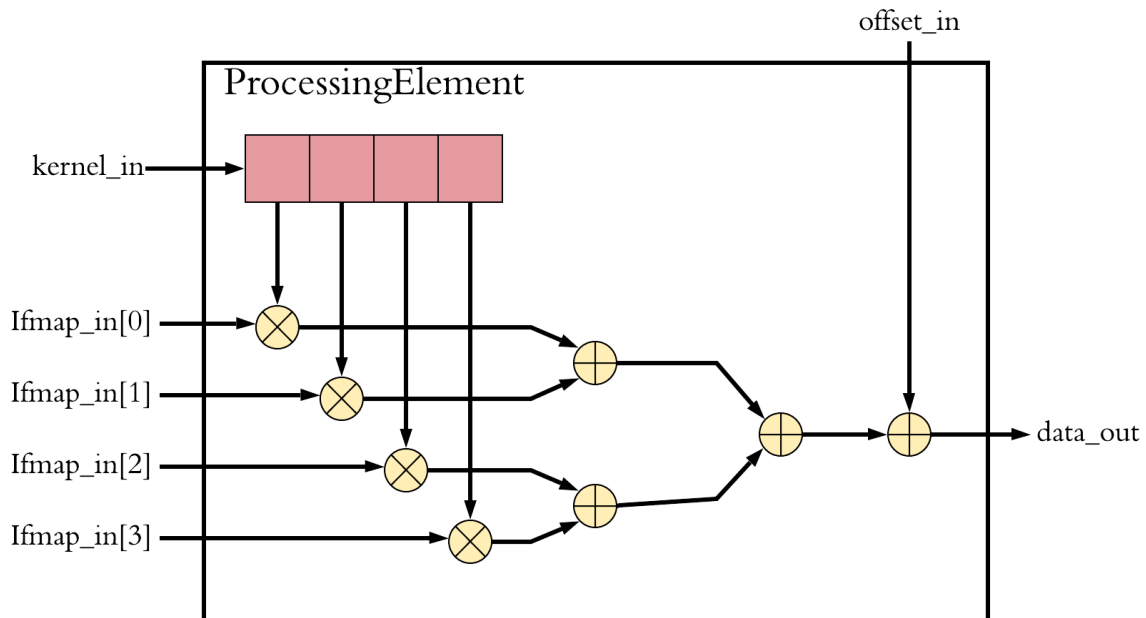 offset_in
ProcessingElement
kernel_in
Ifmap_in[0]
Ifmap_in[1]
data_out
Ifmap_in[2]
Ifmap_in[3]